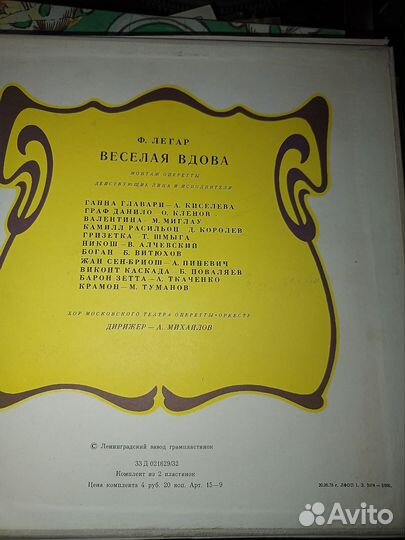 Ф. ЛЕГАР
ВЕСЕЛАЯ ВДОВА
МОНТАЖ ОПЕРЕТТЫ
ДЕЙСТВУЮЩИЕ ЛИЦА И ИСПОЛНИТЕЛИ
ГАННА ГЛАВАРИ—А. КИСЕЛЕВА
ГРАФ ДАНИЛО—О. КЛЕНОВ
ВАЛЕНТИНА—М. МИГЛАУ
КАМИЛЛ РАСИЛЬОН—Д. КОРОЛЕВ
ГРИЗЕТКА—Т. ШМЫГА
НИКОШ—В. АЛЧЕВСКИЙ
БОГАН—Б. ВИТЮХОВ
ЖАН СЕН-БРИОШ—А. ПИНЕВИЧ
ВИКОНТ КАСКАДА—Б. ПОВАЛЯЕВ
БАРОН ЗЕТТА—А. ТКАЧЕНКО
КРАМОН—М. ТУМАНОВ
ХОР МОСКОВСКОГО ТЕАТРА ОПЕРЕТТЫ·ОРКЕСТР
ДИРИЖЕР—А. МИХАЙЛОВ
© Ленинградский завод грампластинок
33 Д 021629/32
Комплект из 2 пластинок
Цена комплекта 4 руб. 20 коп. Арт. 15—9
Avito